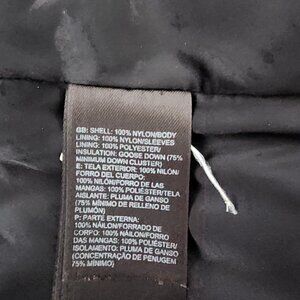 GB: SHELL: 100% NYLON/BODY
LINING: 100% NYLON/SLEEVES
LINING: 100% POLYESTER/
INSULATION: GOOSE DOWN (75%
MINIMUM DOWN CLUSTER)
E: TELA EXTERIOR: 100% NILON/
FORRO DEL CUERPO:
100% NILÓN/FORRO DE LAS
MANGAS: 100% POLIÉSTER/TELA
AISLANTE: PLUMA DE GANSO
(75% MÍNIMO DE RELLENO DE
PLUMÓN)
P: PARTE EXTERNA:
100% NÁILON/FORRADO DE
CORPO: 100% NÁILON/FORRO
DAS MANGAS: 100% POLIÉSTER/
ISOLAMENTO: PLUMA DE GANSO
(CONCENTRAÇÃO DE PENUGEM
75% MÍNIMO)